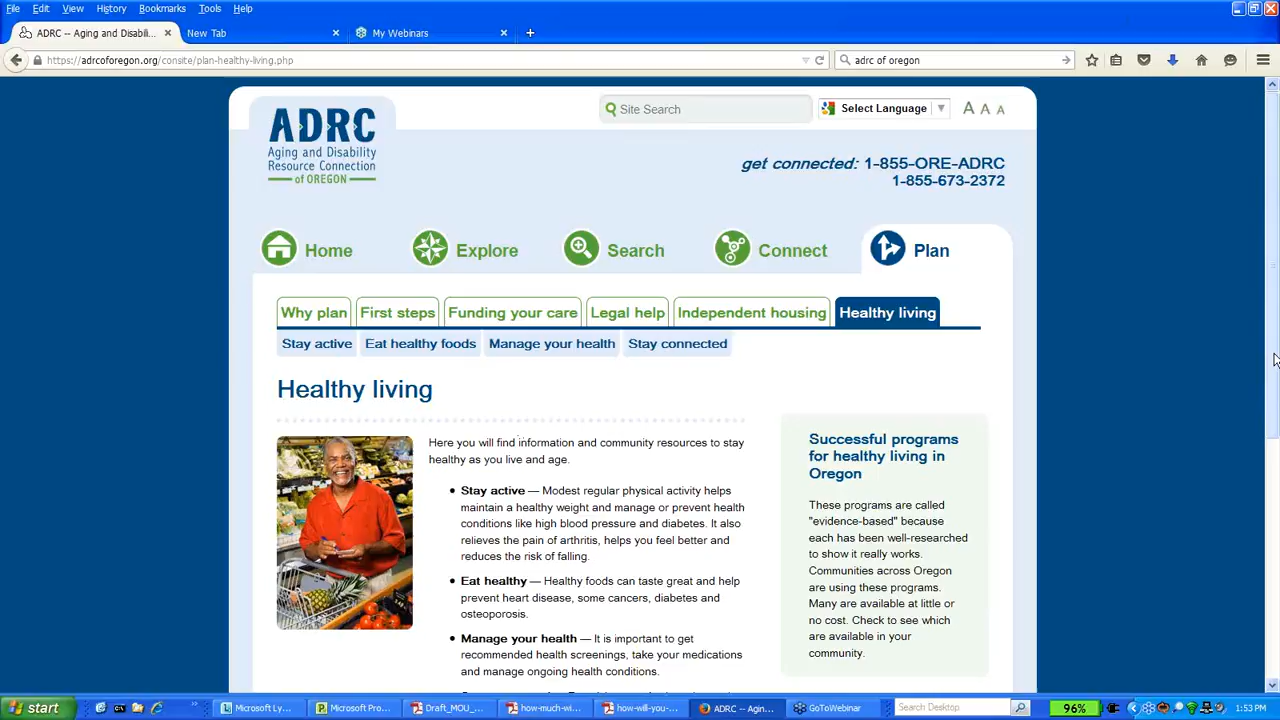 File Edit View History Bookmarks Tools Help
ADRC -- Aging and Disabili... New Tab My Webinars
https://adrcoforegon.org/consite/plan-healthy-living.php adrc of oregon
ADRC
Aging and Disability
Resource Connection
of OREGON
Site Search Select Language A A A
get connected: 1-855-ORE-ADRC
1-855-673-2372
Home Explore Search Connect Plan
Why plan First steps Funding your care Legal help Independent housing Healthy living
Stay active Eat healthy foods Manage your health Stay connected
Healthy living
Here you will find information and community resources to stay
healthy as you live and age.
• Stay active — Modest regular physical activity helps
maintain a healthy weight and manage or prevent health
conditions like high blood pressure and diabetes. It also
relieves the pain of arthritis, helps you feel better and
reduces the risk of falling.
• Eat healthy — Healthy foods can taste great and help
prevent heart disease, some cancers, diabetes and
osteoporosis.
• Manage your health — It is important to get
recommended health screenings, take your medications
and manage ongoing health conditions.
Successful programs
for healthy living in
Oregon
These programs are called
"evidence-based" because
each has been well-researched
to show it really works.
Communities across Oregon
are using these programs.
Many are available at little or
no cost. Check to see which
are available in your
community.
start Microsoft Ly... Microsoft Pro... Draft_MOU_... how-much-wi... how-will-you-... ADRC -- Agin... GoToWebinar Search Desktop 96% 1:53 PM